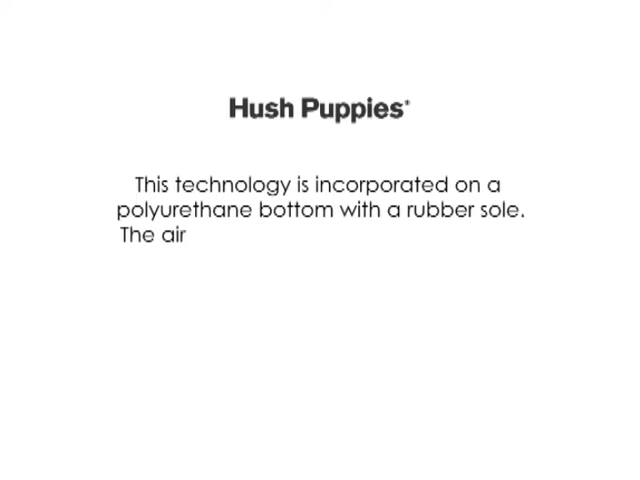 Hush Puppies®
This technology is incorporated on a
polyurethane bottom with a rubber sole.
The air